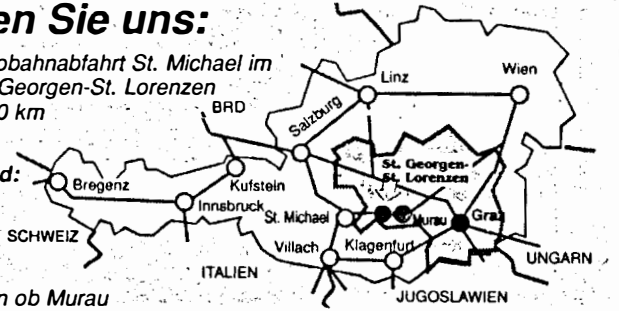 en Sie uns:
obahnabfahrt St. Michael im
Georgen-St. Lorenzen
0 km
d:
n ob Murau
BRD
Linz
Wien
Salzburg
St. Georgen-
St. Lorenzen
Bregenz
Kufstein
Innsbruck
St. Michael
Murau
Graz
SCHWEIZ
Villach
Klagenfurt
ITALIEN
UNGARN
JUGOSLAWIEN